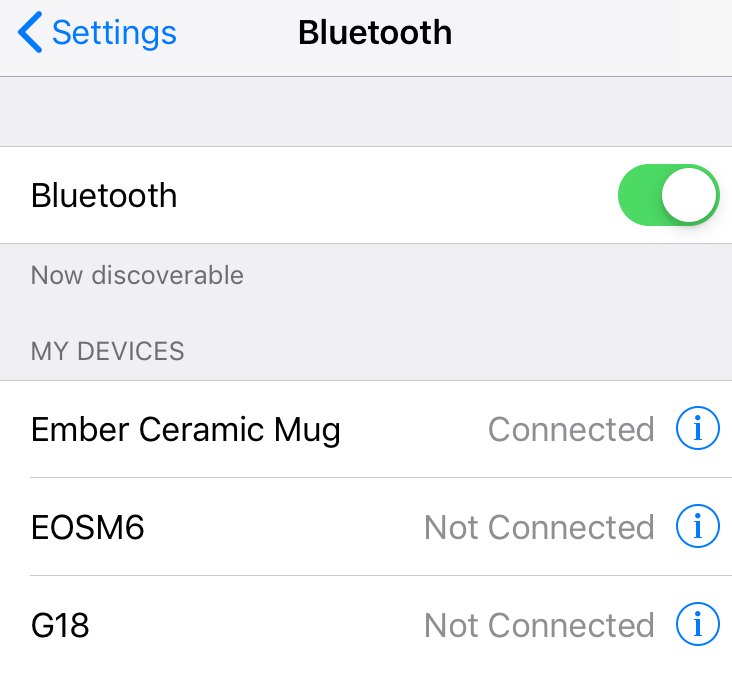 Settings Bluetooth
Bluetooth
Now discoverable
MY DEVICES
Ember Ceramic Mug Connected
EOSM6 Not Connected
G18 Not Connected